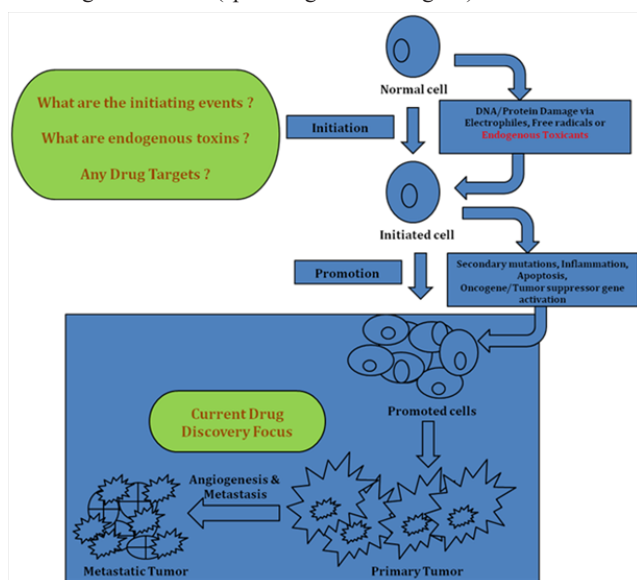 Normal cell
What are the initiating events ?
What are endogenous toxins ?
Any Drug Targets ?
Initiation
DNA/Protein Damage via
Electrophiles, Free radicals or
Endogenous Toxicants
Initiated cell
Promotion
Secondary mutations, Inflammation,
Apoptosis,
Oncogene/Tumor suppressor gene
activation
Promoted cells
Current Drug
Discovery Focus
Angiogenesis &
Metastasis
Metastatic Tumor
Primary Tumor